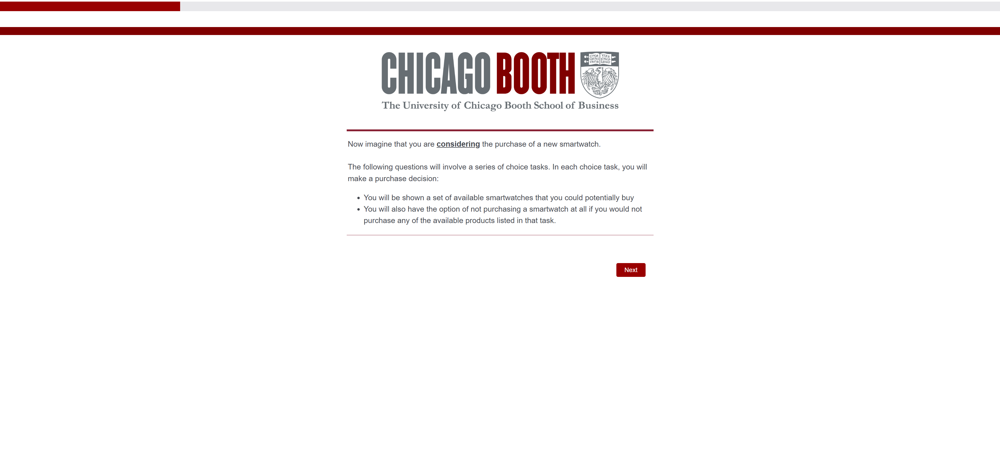 CHICAGO BOOTH
Cres Vita
cat Sci Exco
entia latur
The University of Chicago Booth School of Business
Now imagine that you are considering the purchase of a new smartwatch.
The following questions will involve a series of choice tasks. In each choice task, you will
make a purchase decision:
• You will be shown a set of available smartwatches that you could potentially buy
• You will also have the option of not purchasing a smartwatch at all if you would not
purchase any of the available products listed in that task.
Next